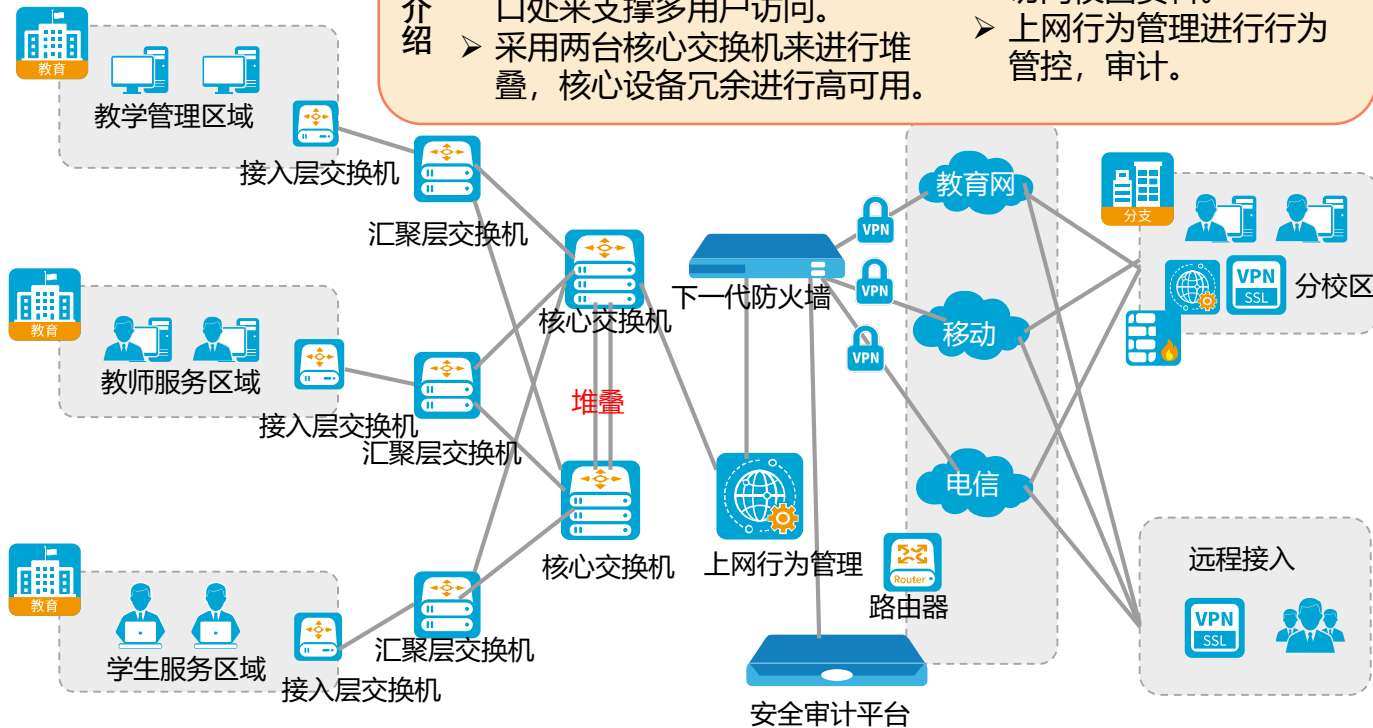 介
绍
口处来支撑多用户访问。
➢ 采用两台核心交换机来进行堆
叠，核心设备冗余进行高可用。
➢ 上网行为管理进行行为
管控，审计。
教育
教学管理区域
接入层交换机
汇聚层交换机
教育
教师服务区域
接入层交换机
汇聚层交换机
教育
学生服务区域
接入层交换机
汇聚层交换机
核心交换机
堆叠
核心交换机
下一代防火墙
上网行为管理
安全审计平台
VPN
VPN
VPN
教育网
移动
电信
Router
路由器
分支
VPN
SSL
分校区
远程接入
VPN
SSL